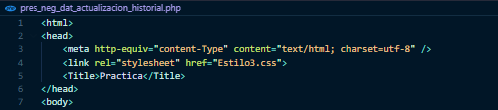 pres_neg_dat_actualizacion_historial.php
1 <html>
2 <head>
3 <meta http-equiv="content-Type" content="text/html; charset=utf-8" />
4 <link rel="stylesheet" href="Estilo3.css">
5 <Title>Practica</Title>
6 </head>
7 <body>